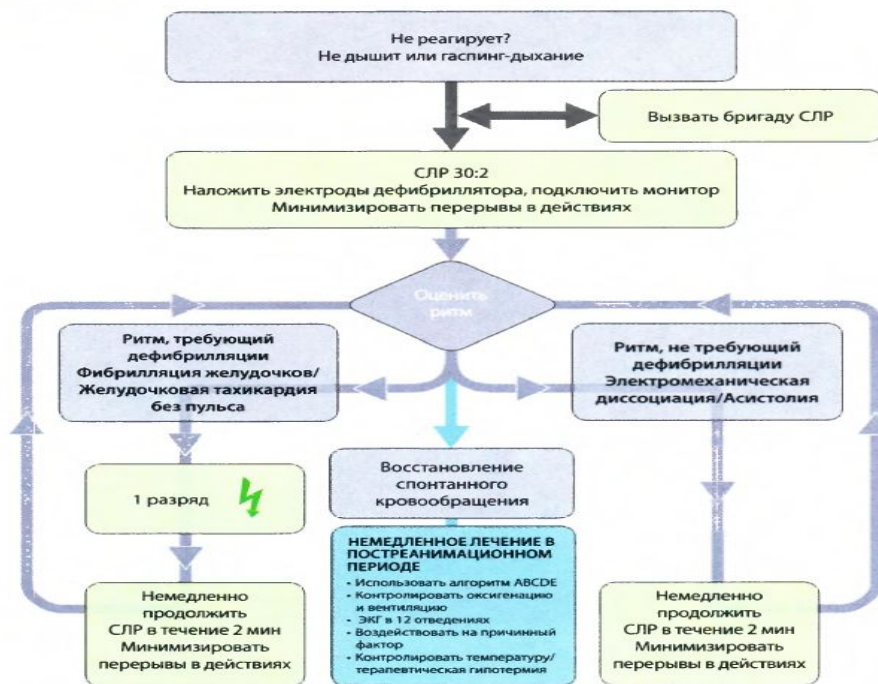 Не реагирует?
Не дышит или гаспинг-дыхание
Вызвать бригаду СЛР
СЛР 30:2
Наложить электроды дефибриллятора, подключить монитор
Минимизировать перерывы в действиях
Оценить
ритм
Ритм, требующий
дефибрилляции
Фибрилляция желудочков/
Желудочковая тахикардия
без пульса
Ритм, не требующий
дефибрилляции
Электромеханическая
диссоциация/Асистолия
1 разряд
Восстановление
спонтанного
кровообращения
Немедленно
продолжить
СЛР в течение 2 мин
Минимизировать
перерывы в действиях
НЕМЕДЛЕННОЕ ЛЕЧЕНИЕ В
ПОСТРЕАНИМАЦИОННОМ
ПЕРИОДЕ
• Использовать алгоритм ABCDE
• Контролировать оксигенацию
и вентиляцию
• ЭКГ в 12 отведениях
• Воздействовать на причинный
фактор
• Контролировать температуру/
терапевтическая гипотермия
Немедленно
продолжить
СЛР в течение 2 мин
Минимизировать
перерывы в действиях